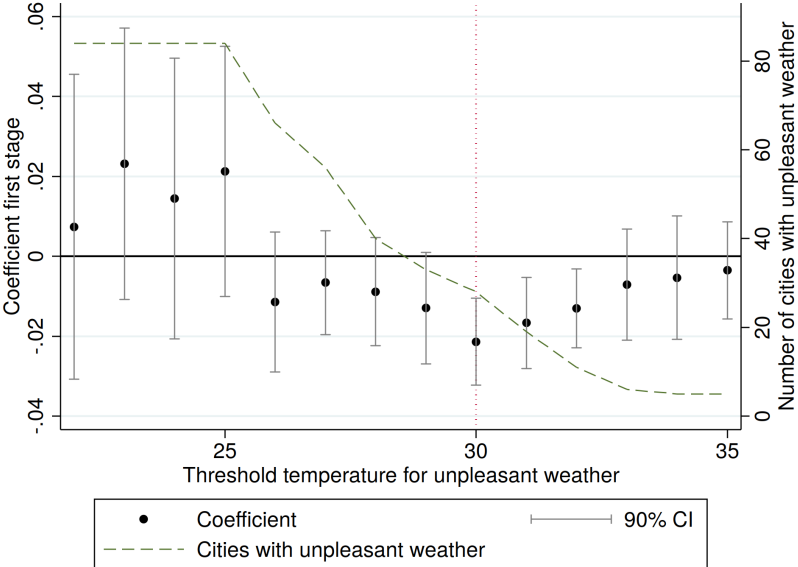 Coefficient first stage
.06
.04
.02
0
-.02
-.04
80
60
40
20
0
Number of cities with unpleasant weather
25
30
35
Threshold temperature for unpleasant weather
Coefficient
90% CI
Cities with unpleasant weather